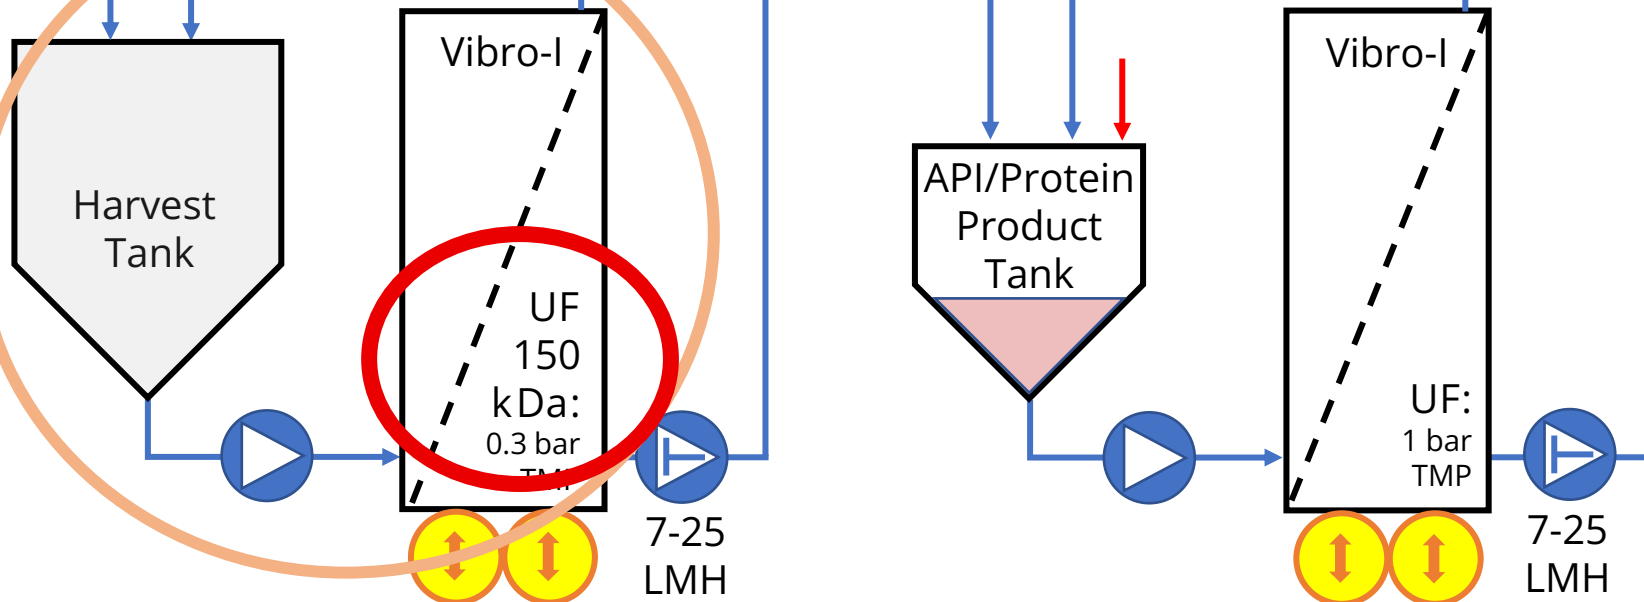 Vibro-I
Harvest
Tank
UF
150
kDa:
0.3 bar
TMP
7-25
LMH
API/Protein
Product
Tank
Vibro-I
UF:
1 bar
TMP
7-25
LMH